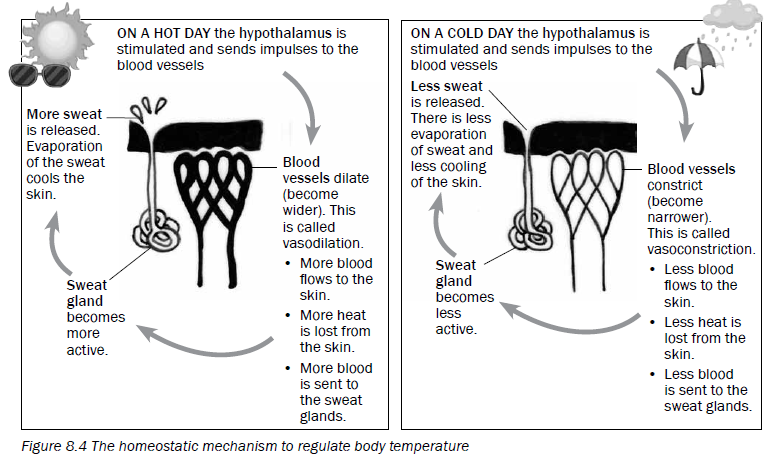 ON A HOT DAY the hypothalamus is
stimulated and sends impulses to the
blood vessels
More sweat
is released.
Evaporation
of the sweat
cools the
skin.
Blood
vessels dilate
(become
wider). This
is called
vasodilation.
• More blood
flows to the
skin.
• More heat
is lost from
the skin.
• More blood
is sent to
the sweat
glands.
Sweat
gland
becomes
more
active.
ON A COLD DAY the hypothalamus is
stimulated and sends impulses to the
blood vessels
Less sweat
is released.
There is less
evaporation
of sweat and
less cooling
of the skin.
Blood vessels
constrict
(become
narrower).
This is called
vasoconstriction.
• Less blood
flows to the
skin.
• Less heat is
lost from the
skin.
• Less blood
is sent to the
sweat glands.
Sweat
gland
becomes
less
active.
Figure 8.4 The homeostatic mechanism to regulate body temperature